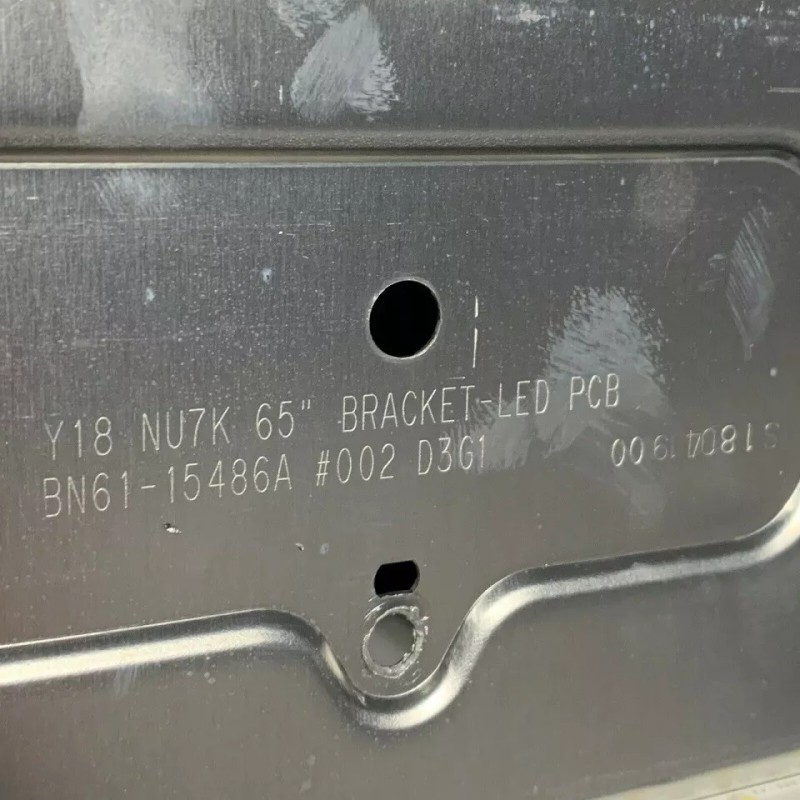 Y18 NU7K 65" BRACKET-LED PCB
BN61-15486A #002 D3G1